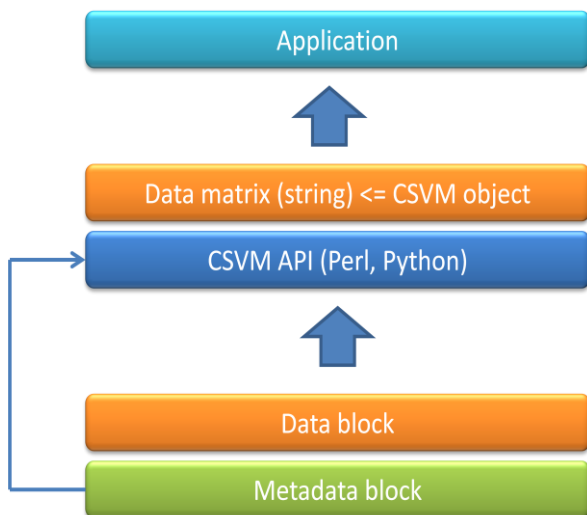 Application
Data matrix (string) <= CSVM object
CSVM API (Perl, Python)
Data block
Metadata block